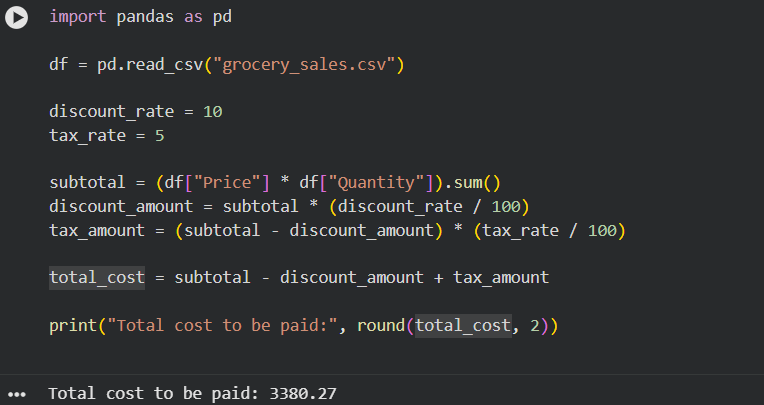 import pandas as pd
df = pd.read_csv("grocery_sales.csv")
discount_rate = 10
tax_rate = 5
subtotal = (df["Price"] * df["Quantity"]).sum()
discount_amount = subtotal * (discount_rate / 100)
tax_amount = (subtotal - discount_amount) * (tax_rate / 100)
total_cost = subtotal - discount_amount + tax_amount
print("Total cost to be paid:", round(total_cost, 2))
Total cost to be paid: 3380.27